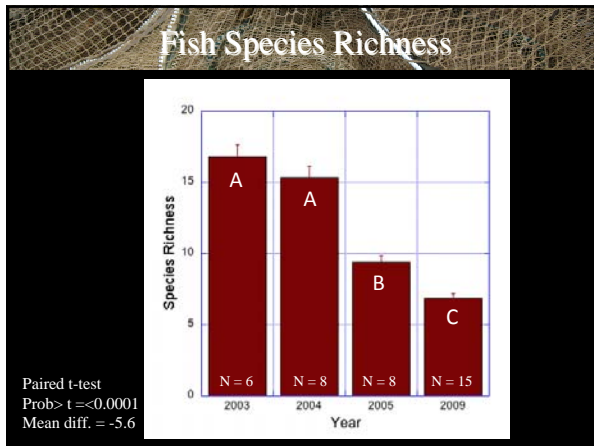 Fish Species Richness
20
15
10
5
0
Species Richness
A
A
B
C
N = 6
N = 8
N = 8
N = 15
2003
2004
2005
2009
Year
Paired t-test
Prob> t =<0.0001
Mean diff. = -5.6